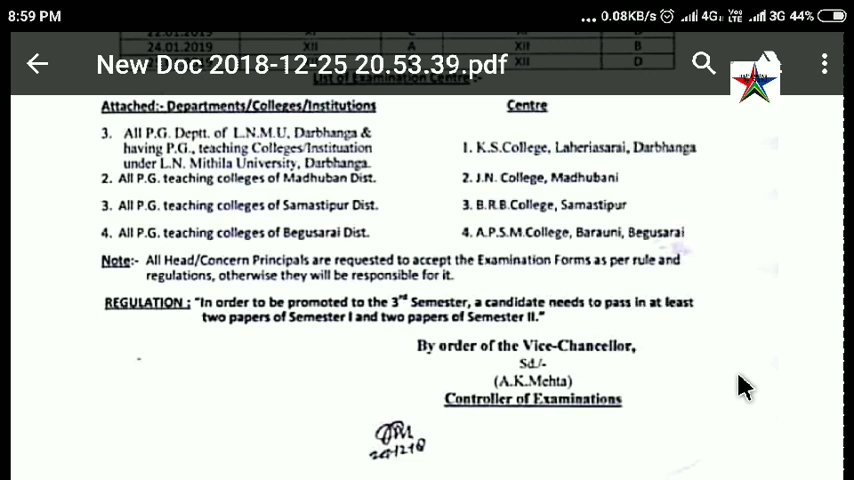 8:59 PM ... 0.08KB/s 4G VoLTE 3G 44%
24.01.2019 XII A XII B
XII D
New Doc 2018-12-25 20.53.39.pdf
List of Examination Centre:-
Attached:- Departments/Colleges/Institutions Centre
3. All P.G. Deptt. of L.N.M.U, Darbhanga &
having P.G., teaching Colleges/Instituation
under L.N. Mithila University, Darbhanga.
1. K.S.College, Laheriasarai, Darbhanga
2. All P.G. teaching colleges of Madhuban Dist. 2. J.N. College, Madhubani
3. All P.G. teaching colleges of Samastipur Dist. 3. B.R.B.College, Samastipur
4. All P.G. teaching colleges of Begusarai Dist. 4. A.P.S.M.College, Barauni, Begusarai
Note:- All Head/Concern Principals are requested to accept the Examination Forms as per rule and
regulations, otherwise they will be responsible for it.
REGULATION : "In order to be promoted to the 3rd Semester, a candidate needs to pass in at least
two papers of Semester I and two papers of Semester II."
By order of the Vice-Chancellor,
Sd./-
(A.K.Mehta)
Controller of Examinations